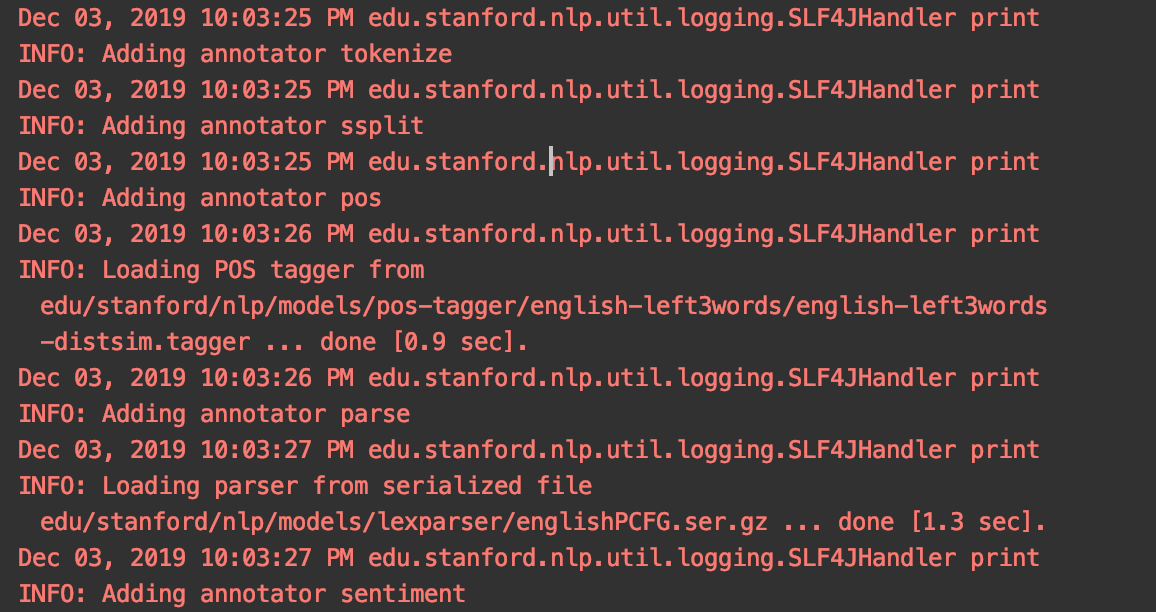 Dec 03, 2019 10:03:25 PM edu.stanford.nlp.util.logging.SLF4JHandler print
INFO: Adding annotator tokenize
Dec 03, 2019 10:03:25 PM edu.stanford.nlp.util.logging.SLF4JHandler print
INFO: Adding annotator ssplit
Dec 03, 2019 10:03:25 PM edu.stanford.nlp.util.logging.SLF4JHandler print
INFO: Adding annotator pos
Dec 03, 2019 10:03:26 PM edu.stanford.nlp.util.logging.SLF4JHandler print
INFO: Loading POS tagger from
edu/stanford/nlp/models/pos-tagger/english-left3words/english-left3words
-distsim.tagger ... done [0.9 sec].
Dec 03, 2019 10:03:26 PM edu.stanford.nlp.util.logging.SLF4JHandler print
INFO: Adding annotator parse
Dec 03, 2019 10:03:27 PM edu.stanford.nlp.util.logging.SLF4JHandler print
INFO: Loading parser from serialized file
edu/stanford/nlp/models/lexparser/englishPCFG.ser.gz ... done [1.3 sec].
Dec 03, 2019 10:03:27 PM edu.stanford.nlp.util.logging.SLF4JHandler print
INFO: Adding annotator sentiment